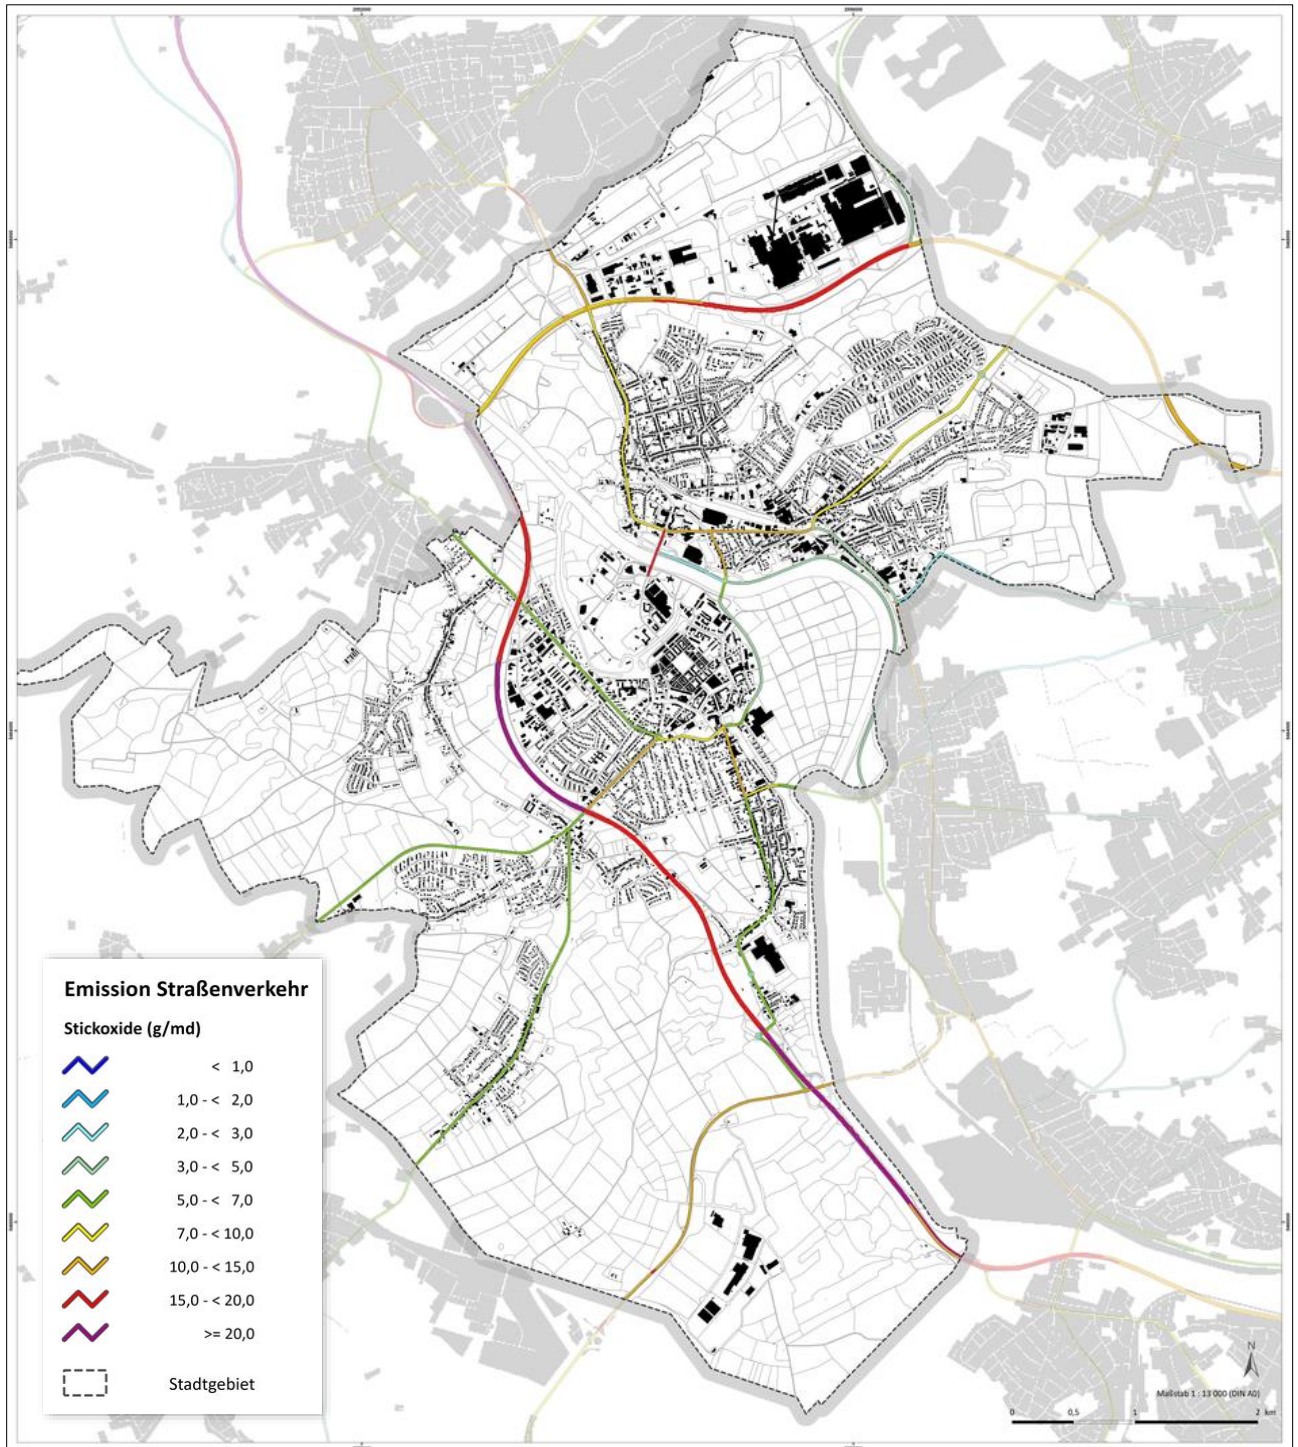 Emission Straßenverkehr
Stickoxide (g/md)
< 1,0
1,0 - < 2,0
2,0 - < 3,0
3,0 - < 5,0
5,0 - < 7,0
7,0 - < 10,0
10,0 - < 15,0
15,0 - < 20,0
>= 20,0
Stadtgebiet
N
Maßstab 1 : 13 000 (DIN A0)
0 0,5 1 2 km